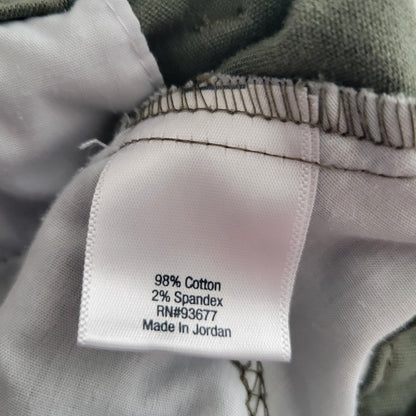 98% Cotton
2% Spandex
RN#93677
Made In Jordan